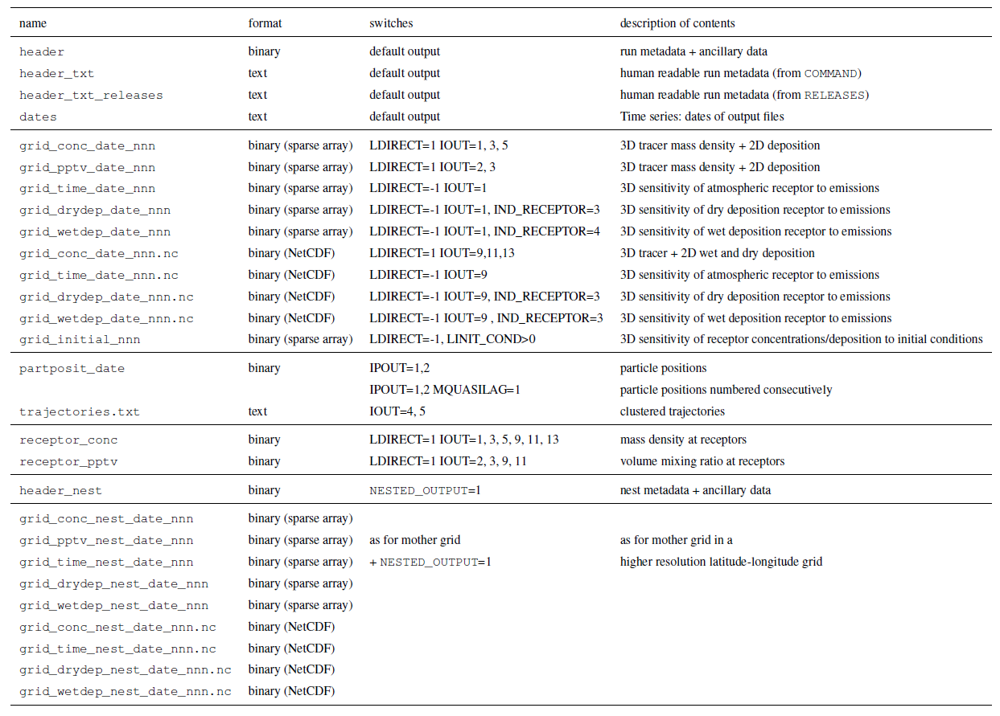 name format switches description of contents
header binary default output run metadata + ancillary data
header_txt text default output human readable run metadata (from COMMAND)
header_txt_releases text default output human readable run metadata (from RELEASES)
dates text default output Time series: dates of output files
grid_conc_date_nnn binary (sparse array) LDIRECT=1 IOUT=1, 3, 5 3D tracer mass density + 2D deposition
grid_pptv_date_nnn binary (sparse array) LDIRECT=1 IOUT=2, 3 3D tracer mass density + 2D deposition
grid_time_date_nnn binary (sparse array) LDIRECT=-1 IOUT=1 3D sensitivity of atmospheric receptor to emissions
grid_drydep_date_nnn binary (sparse array) LDIRECT=-1 IOUT=1, IND_RECEPTOR=3 3D sensitivity of dry deposition receptor to emissions
grid_wetdep_date_nnn binary (sparse array) LDIRECT=-1 IOUT=1, IND_RECEPTOR=4 3D sensitivity of wet deposition receptor to emissions
grid_conc_date_nnn.nc binary (NetCDF) LDIRECT=1 IOUT=9,11,13 3D tracer + 2D wet and dry deposition
grid_time_date_nnn.nc binary (NetCDF) LDIRECT=-1 IOUT=9 3D sensitivity of atmospheric receptor to emissions
grid_drydep_date_nnn.nc binary (NetCDF) LDIRECT=-1 IOUT=9, IND_RECEPTOR=3 3D sensitivity of dry deposition receptor to emissions
grid_wetdep_date_nnn.nc binary (NetCDF) LDIRECT=-1 IOUT=9 , IND_RECEPTOR=3 3D sensitivity of wet deposition receptor to emissions
grid_initial_nnn binary (sparse array) LDIRECT=-1, LINIT_COND>0 3D sensitivity of receptor concentrations/deposition to initial conditions
partposit_date binary IPOUT=1,2 particle positions
IPOUT=1,2 MQUASILAG=1 particle positions numbered consecutively
trajectories.txt text IOUT=4, 5 clustered trajectories
receptor_conc binary LDIRECT=1 IOUT=1, 3, 5, 9, 11, 13 mass density at receptors
receptor_pptv binary LDIRECT=1 IOUT=2, 3, 9, 11 volume mixing ratio at receptors
header_nest binary NESTED_OUTPUT=1 nest metadata + ancillary data
grid_conc_nest_date_nnn binary (sparse array)
grid_pptv_nest_date_nnn binary (sparse array) as for mother grid as for mother grid in a
grid_time_nest_date_nnn binary (sparse array) + NESTED_OUTPUT=1 higher resolution latitude-longitude grid
grid_drydep_nest_date_nnn binary (sparse array)
grid_wetdep_nest_date_nnn binary (sparse array)
grid_conc_nest_date_nnn.nc binary (NetCDF)
grid_time_nest_date_nnn.nc binary (NetCDF)
grid_drydep_nest_date_nnn.nc binary (NetCDF)
grid_wetdep_nest_date_nnn.nc binary (NetCDF)